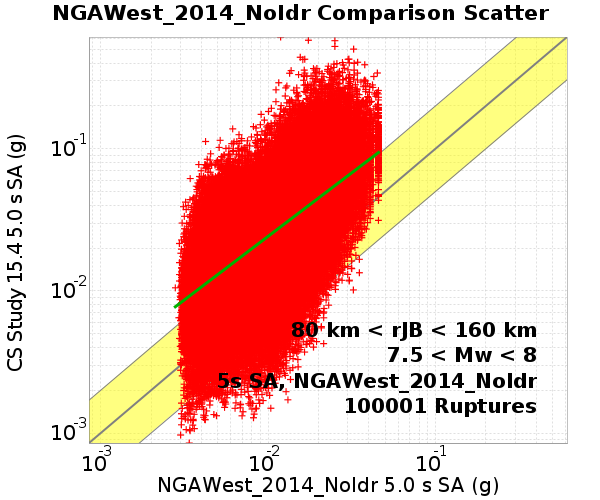 NGAWest_2014_NoIdr Comparison Scatter
CS Study 15.4 5.0 s SA (g)
10-1
10-2
10-3
80 km < rJB < 160 km
7.5 < Mw < 8
5s SA, NGAWest_2014_NoIdr
100001 Ruptures
10-3
10-2
10-1
NGAWest_2014_NoIdr 5.0 s SA (g)